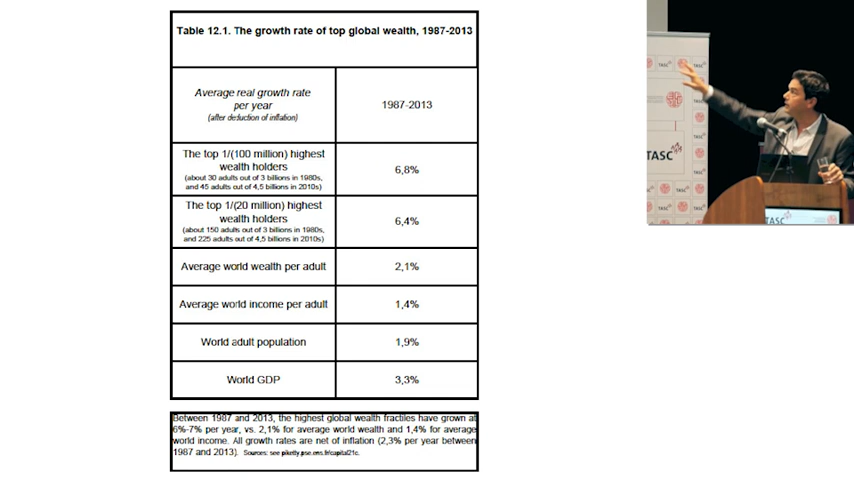 Table 12.1. The growth rate of top global wealth, 1987-2013
Average real growth rate
per year
(after deduction of inflation)
1987-2013
The top 1/(100 million) highest
wealth holders
(about 30 adults out of 3 billions in 1980s,
and 45 adults out of 4,5 billions in 2010s)
6,8%
The top 1/(20 million) highest
wealth holders
(about 150 adults out of 3 billions in 1980s,
and 225 adults out of 4,5 billions in 2010s)
6,4%
Average world wealth per adult
2,1%
Average world income per adult
1,4%
World adult population
1,9%
World GDP
3,3%
Between 1987 and 2013, the highest global wealth fractiles have grown at
6%-7% per year, vs. 2,1% for average world wealth and 1,4% for average
world income. All growth rates are net of inflation (2,3% per year between
1987 and 2013). Sources: see piketty.pse.ens.fr/capital21c.
TASC
TASC
TASC
TASC